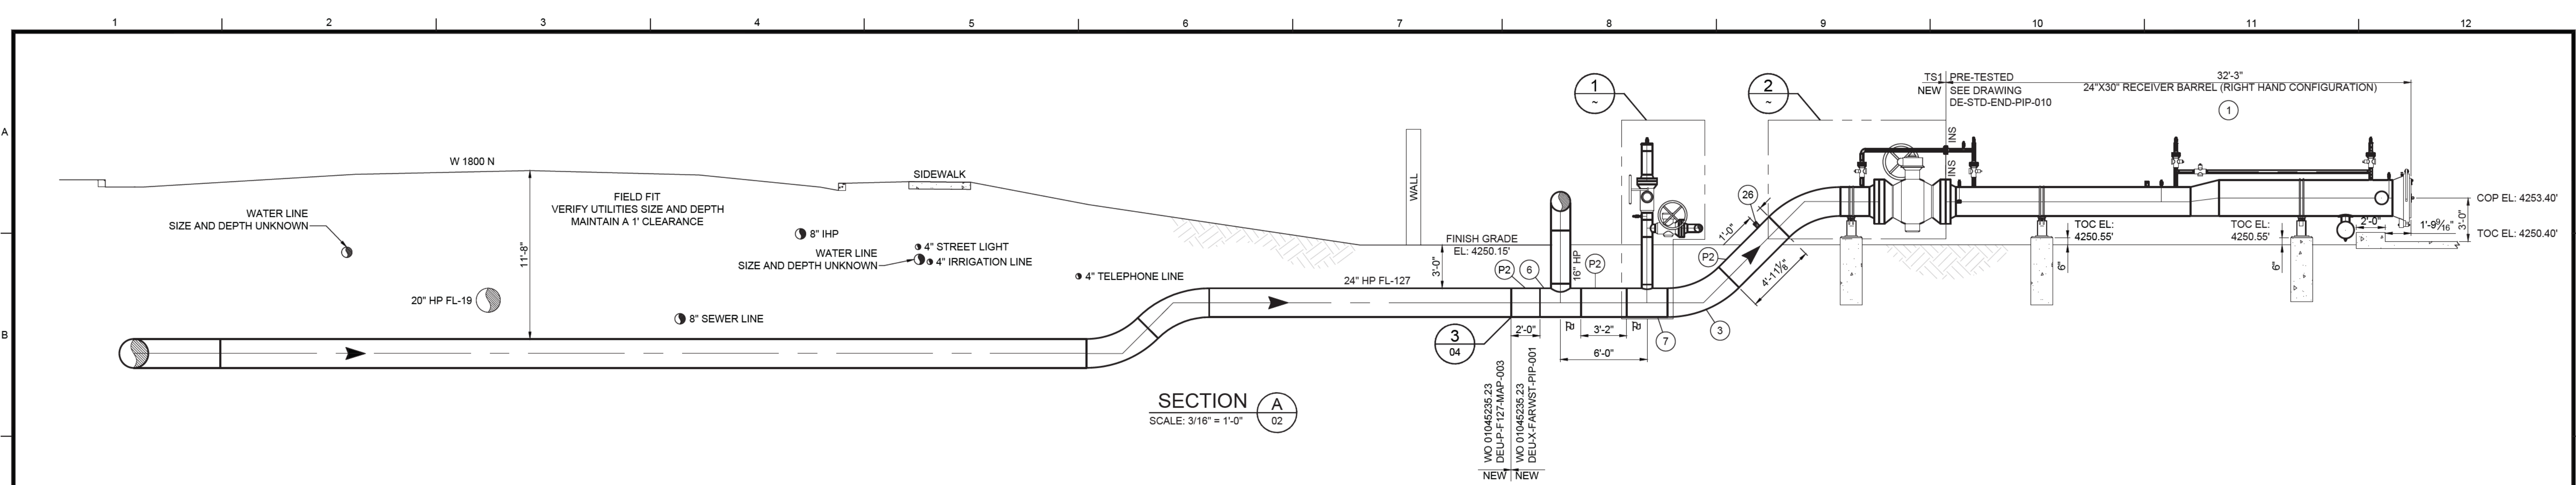 1 2 3 4 5 6 7 8 9 10 11 12
A
B
W 1800 N
SIDEWALK
FIELD FIT
VERIFY UTILITIES SIZE AND DEPTH
MAINTAIN A 1' CLEARANCE
WATER LINE
SIZE AND DEPTH UNKNOWN
11'-8"
20" HP FL-19
8" IHP
WATER LINE
SIZE AND DEPTH UNKNOWN
4" STREET LIGHT
4" IRRIGATION LINE
8" SEWER LINE
4" TELEPHONE LINE
WALL
FINISH GRADE
EL: 4250.15'
3'-0"
24" HP FL-127
16" HP
P2
6
P2
1
~
2
~
26
1'-0"
P2
4'-11⅛"
3
7
2'-0"
3'-2"
6'-0"
3
04
WO 01045235.23
DEU-P-F127-MAP-003
WO 01045235.23
DEU-X-FARWST-PIP-001
NEW NEW
SECTION
A
02
SCALE: 3/16" = 1'-0"
TS1 PRE-TESTED
NEW SEE DRAWING
DE-STD-END-PIP-010
32'-3"
24"X30" RECEIVER BARREL (RIGHT HAND CONFIGURATION)
1
INS
INS
TOC EL:
4250.55'
6"
TOC EL:
4250.55'
6"
2'-0"
1'-9 9/16"
3'-0"
COP EL: 4253.40'
TOC EL: 4250.40'